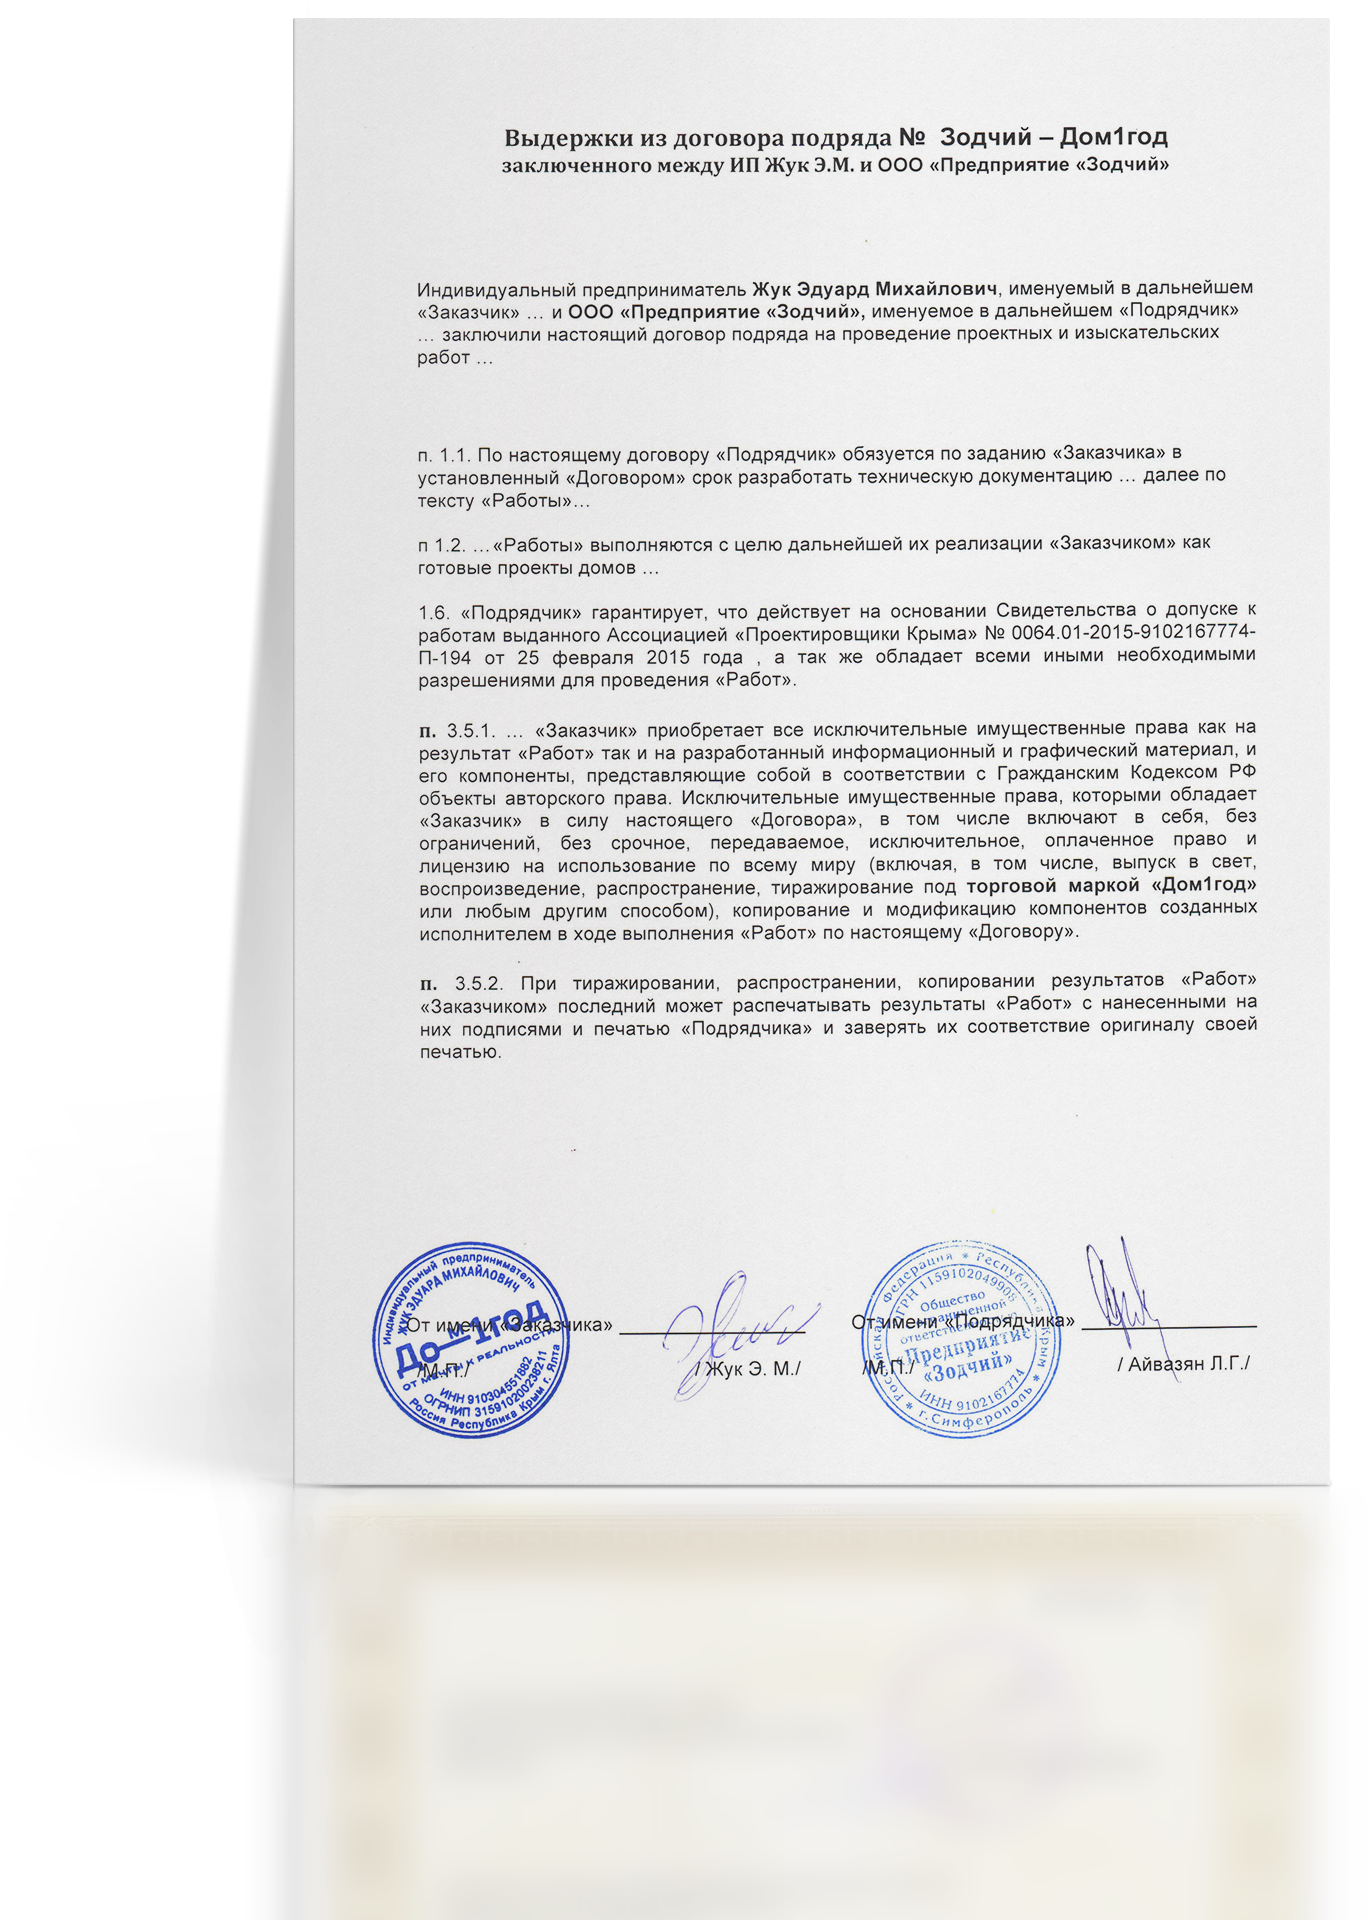 Выдержки из договора подряда № Зодчий – Дом1год
заключенного между ИП Жук Э.М. и ООО «Предприятие «Зодчий»
Индивидуальный предприниматель Жук Эдуард Михайлович, именуемый в дальнейшем
«Заказчик» … и ООО «Предприятие «Зодчий», именуемое в дальнейшем «Подрядчик»
… заключили настоящий договор подряда на проведение проектных и изыскательских
работ …
п. 1.1. По настоящему договору «Подрядчик» обязуется по заданию «Заказчика» в
установленный «Договором» срок разработать техническую документацию … далее по
тексту «Работы»…
п 1.2. …«Работы» выполняются с целю дальнейшей их реализации «Заказчиком» как
готовые проекты домов …
1.6. «Подрядчик» гарантирует, что действует на основании Свидетельства о допуске к
работам выданного Ассоциацией «Проектировщики Крыма» № 0064.01-2015-9102167774-
П-194 от 25 февраля 2015 года , а так же обладает всеми иными необходимыми
разрешениями для проведения «Работ».
п. 3.5.1. … «Заказчик» приобретает все исключительные имущественные права как на
результат «Работ» так и на разработанный информационный и графический материал, и
его компоненты, представляющие собой в соответствии с Гражданским Кодексом РФ
объекты авторского права. Исключительные имущественные права, которыми обладает
«Заказчик» в силу настоящего «Договора», в том числе включают в себя, без
ограничений, без срочное, передаваемое, исключительное, оплаченное право и
лицензию на использование по всему миру (включая, в том числе, выпуск в свет,
воспроизведение, распространение, тиражирование под торговой маркой «Дом1год»
или любым другим способом), копирование и модификацию компонентов созданных
исполнителем в ходе выполнения «Работ» по настоящему «Договору».
п. 3.5.2. При тиражировании, распространении, копировании результатов «Работ»
«Заказчиком» последний может распечатывать результаты «Работ» с нанесенными на
них подписями и печатью «Подрядчика» и заверять их соответствие оригиналу своей
печатью.
От имени «Заказчика» От имени «Подрядчика»
/М.П./ / Жук Э. М./ /М.П./ / Айвазян Л.Г./
Индивидуальный предприниматель
ЖУК ЭДУАРД МИХАЙЛОВИЧ
Дом1год
ОТ МЕЧТЫ К РЕАЛЬНОСТИ
ИНН 910304551882
ОГРНИП 315910200238211
Россия Республика Крым г. Ялта
Российская Федерация * Республика Крым * г.Симферополь *
ОГРН 1159102049908
Общество
с ограниченной
ответственностью
«Предприятие
«Зодчий»
ИНН 9102167774